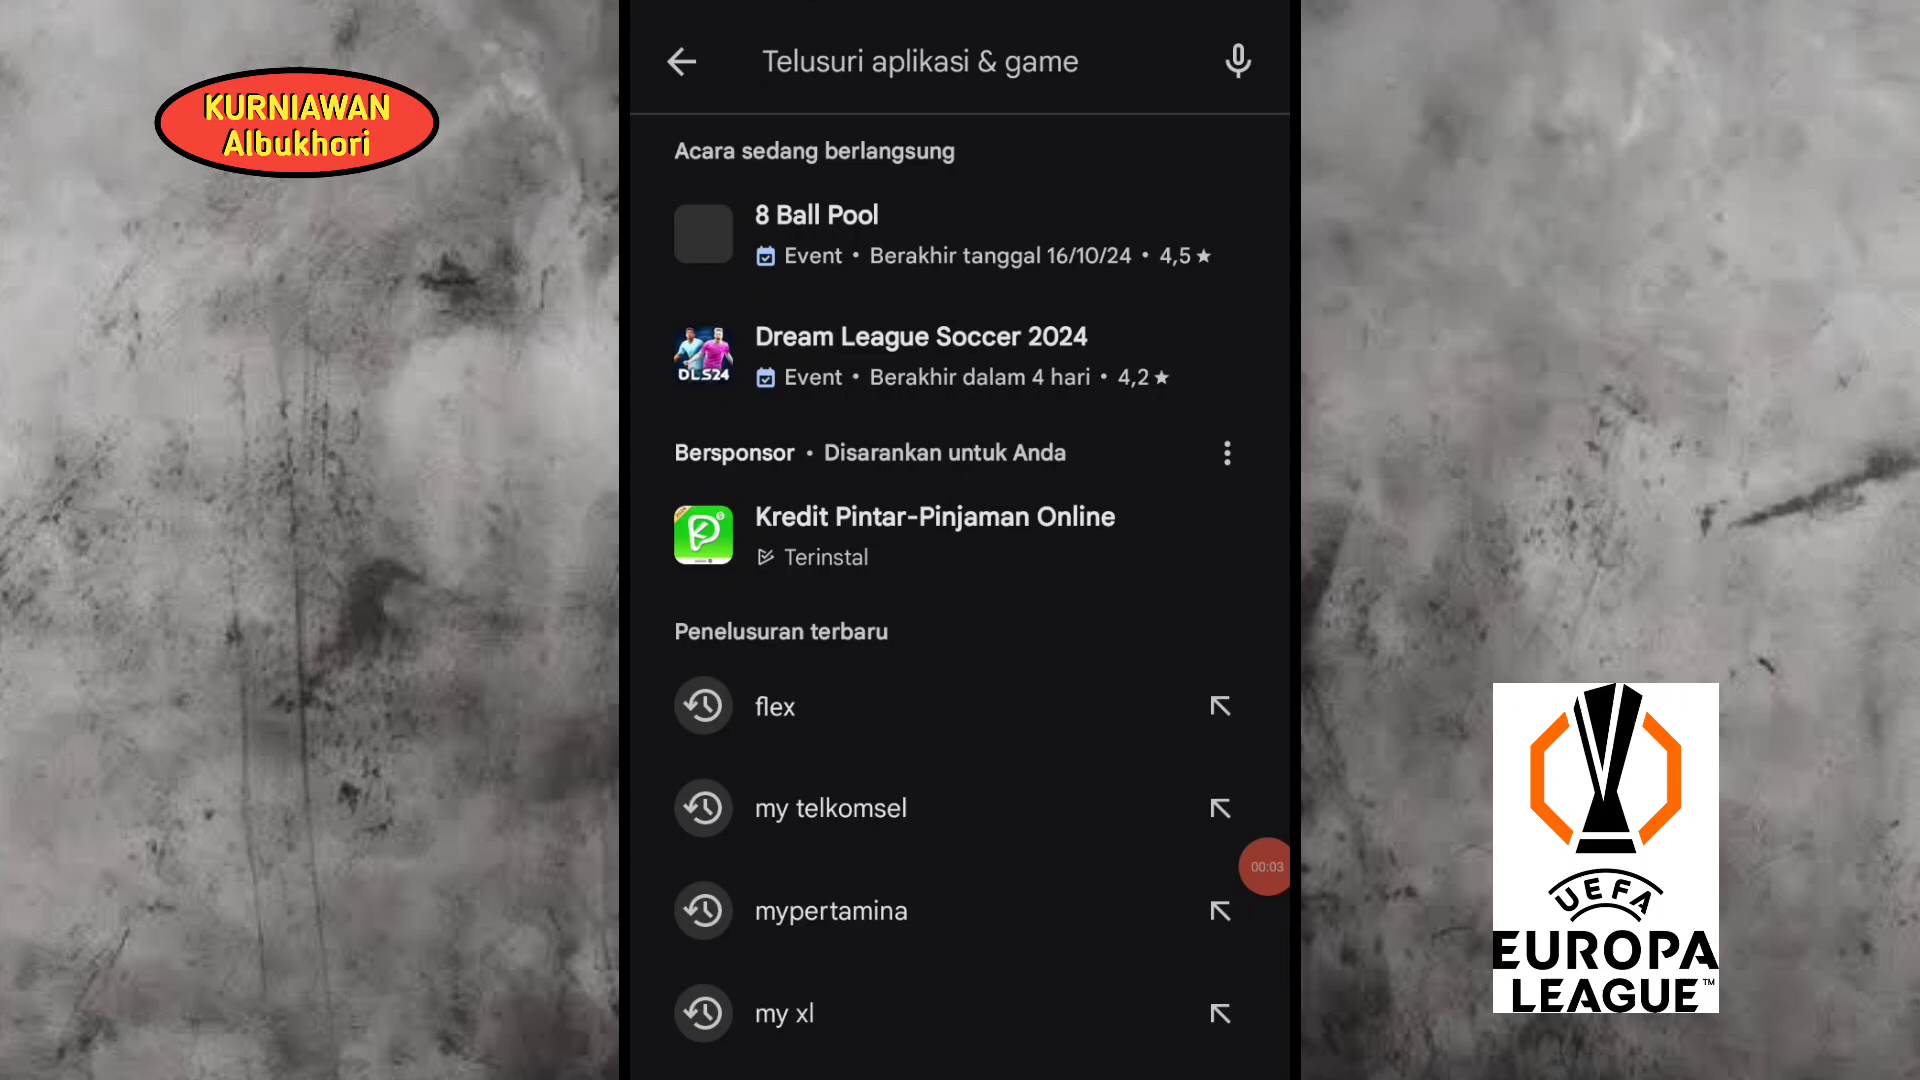 KURNIAWAN
Albukhori
Telusuri aplikasi & game
Acara sedang berlangsung
8 Ball Pool
Event • Berakhir tanggal 16/10/24 • 4,5 ★
DLS24
Dream League Soccer 2024
Event • Berakhir dalam 4 hari • 4,2 ★
Bersponsor • Disarankan untuk Anda
Kredit Pintar-Pinjaman Online
Terinstal
Penelusuran terbaru
flex
my telkomsel
00:03
mypertamina
my xl
UEFA
EUROPA
LEAGUE™